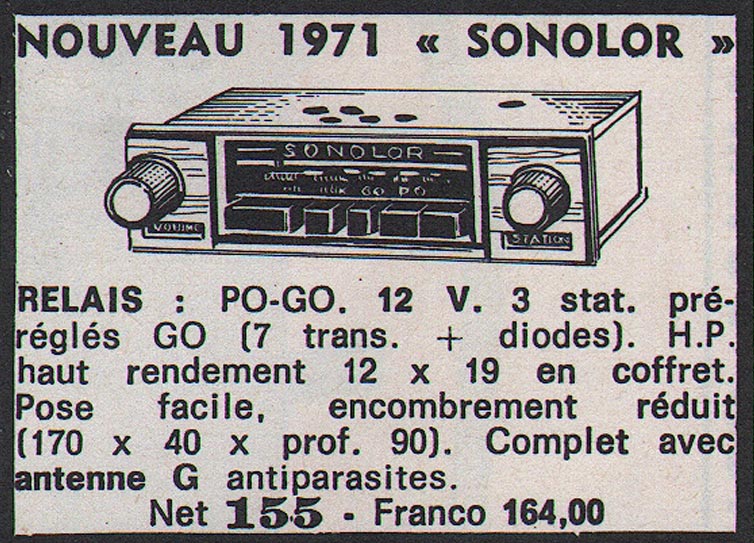 NOUVEAU 1971 « SONOLOR »
SONOLOR
GO PO
VOLUME
STATION
RELAIS : PO-GO. 12 V. 3 stat. pré-
réglés GO (7 trans. + diodes). H.P.
haut rendement 12 x 19 en coffret.
Pose facile, encombrement réduit
(170 x 40 x prof. 90). Complet avec
antenne G antiparasites.
Net 155 - Franco 164,00